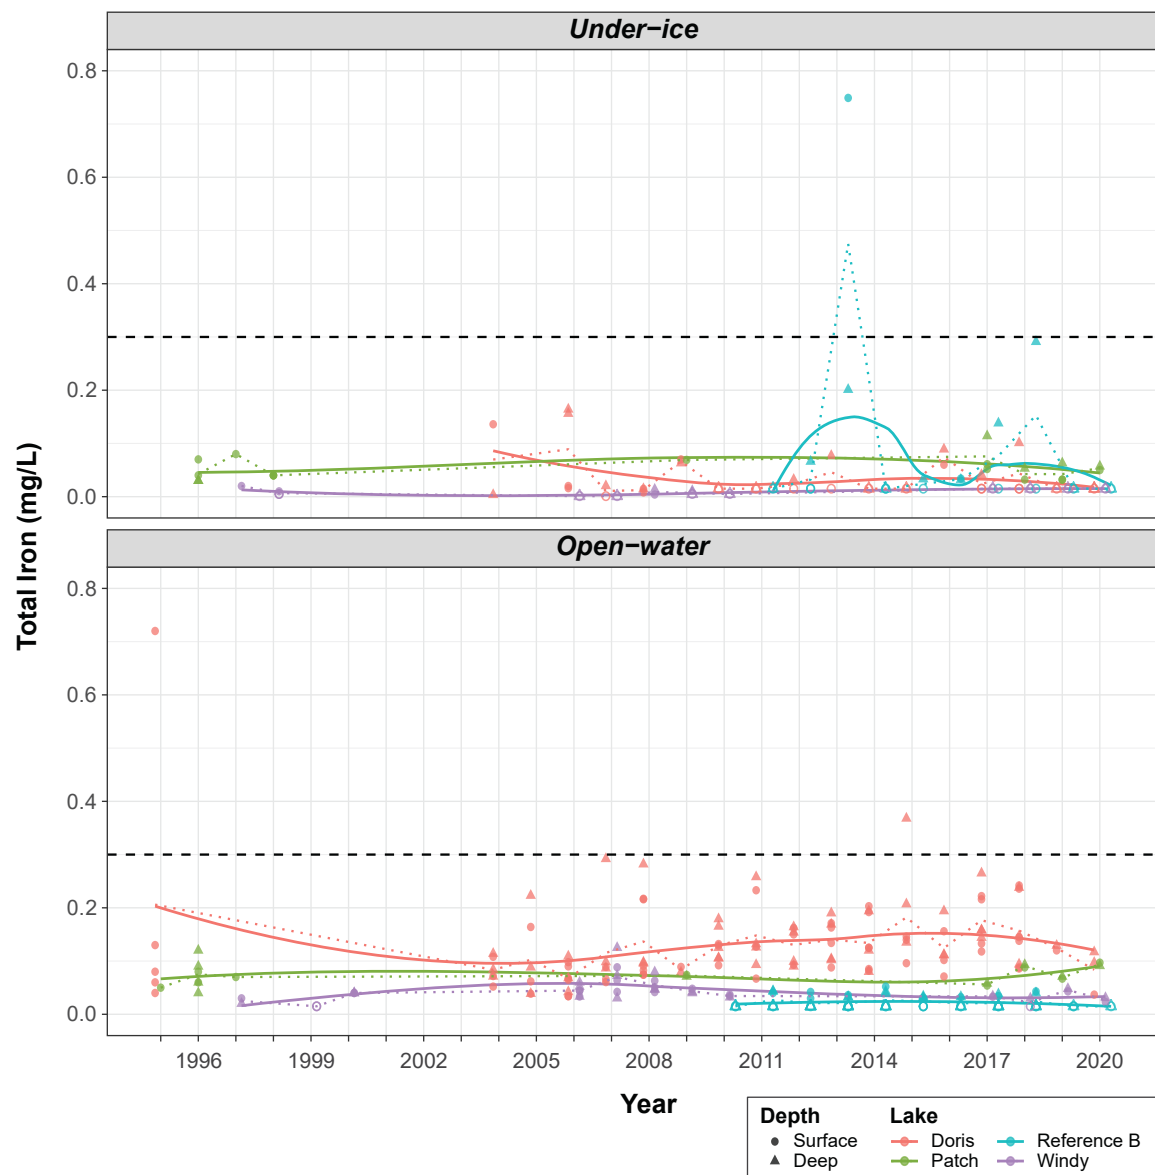 Under−ice
0.8
0.6
0.4
0.2
0.0
Open−water
0.8
0.6
0.4
0.2
0.0
Total Iron (mg/L)
1996 1999 2002 2005 2008 2011 2014 2017 2020
Year
Depth Lake
Surface Doris Reference B
Deep Patch Windy